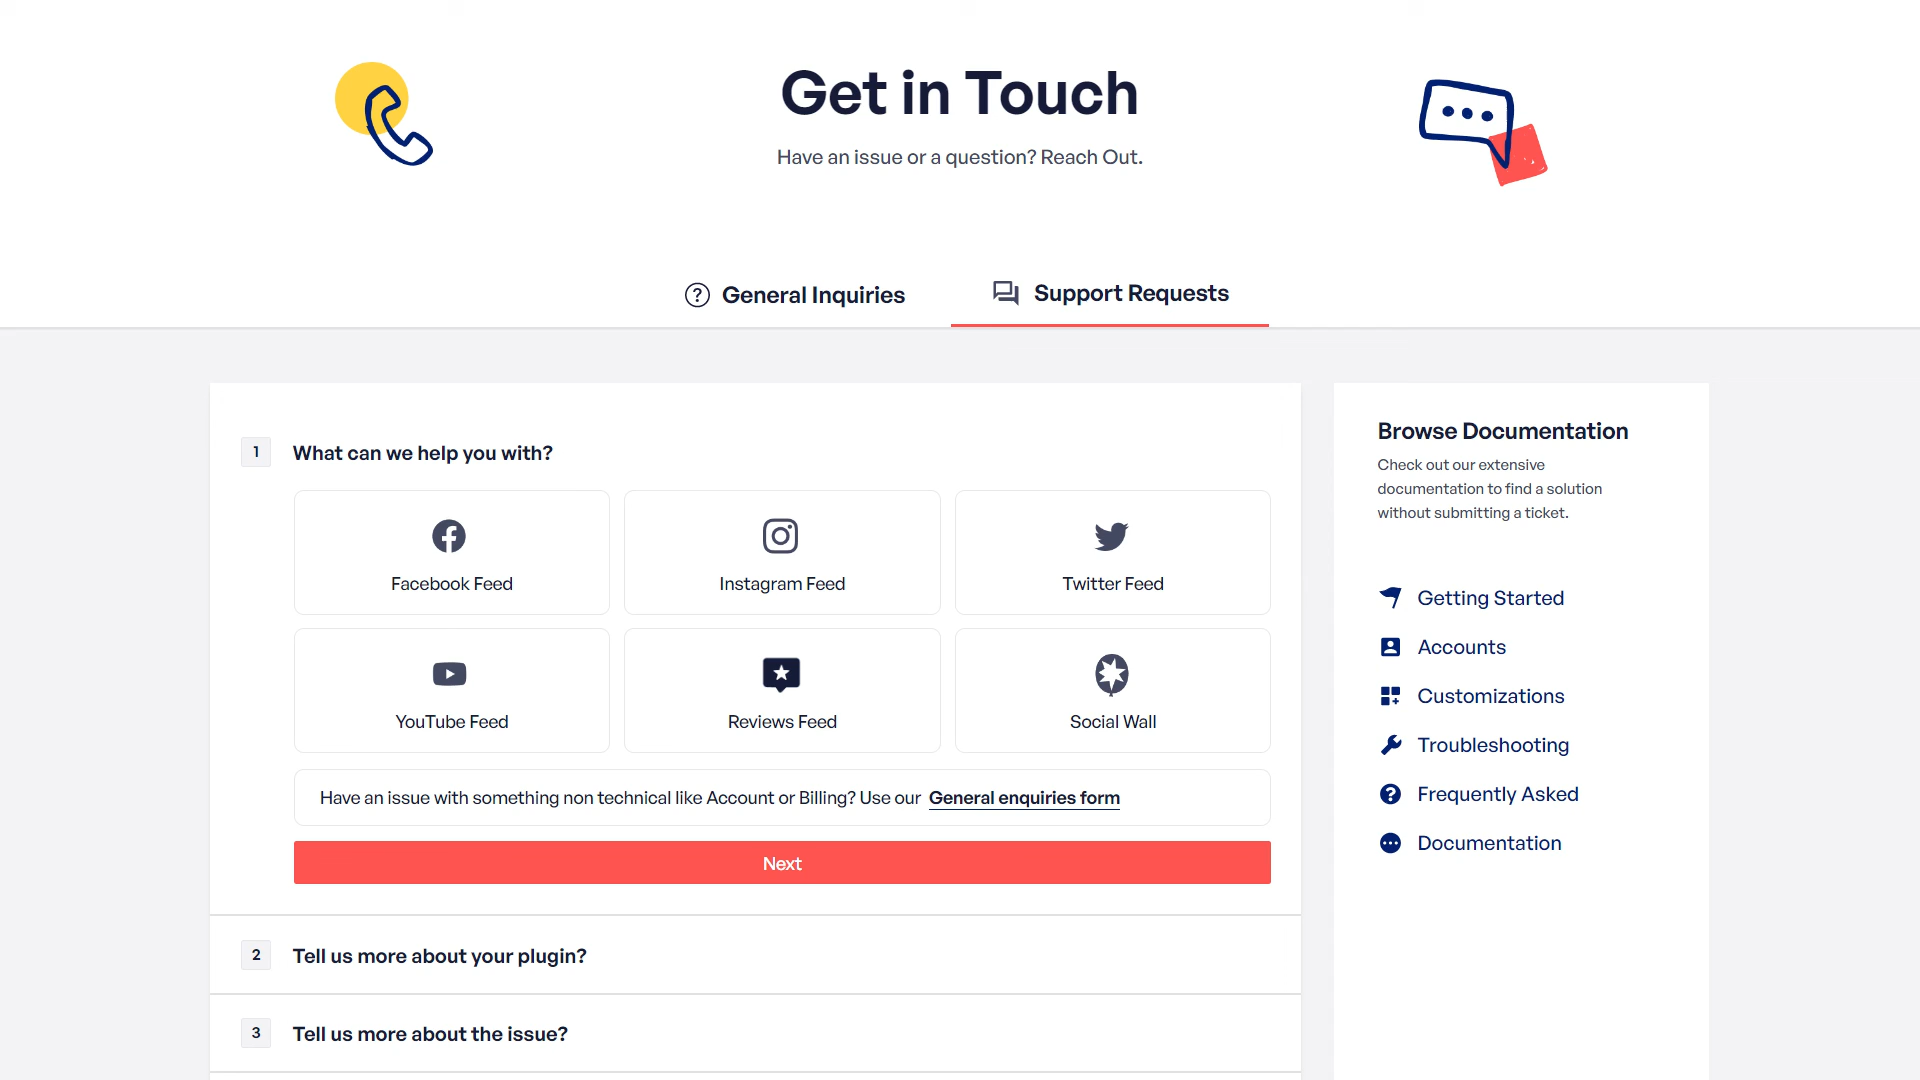 Get in Touch
Have an issue or a question? Reach Out.
General Inquiries
Support Requests
1
What can we help you with?
Facebook Feed
Instagram Feed
Twitter Feed
YouTube Feed
Reviews Feed
Social Wall
Have an issue with something non technical like Account or Billing? Use our General enquiries form
Next
2
Tell us more about your plugin?
3
Tell us more about the issue?
Browse Documentation
Check out our extensive
documentation to find a solution
without submitting a ticket.
Getting Started
Accounts
Customizations
Troubleshooting
Frequently Asked
Documentation